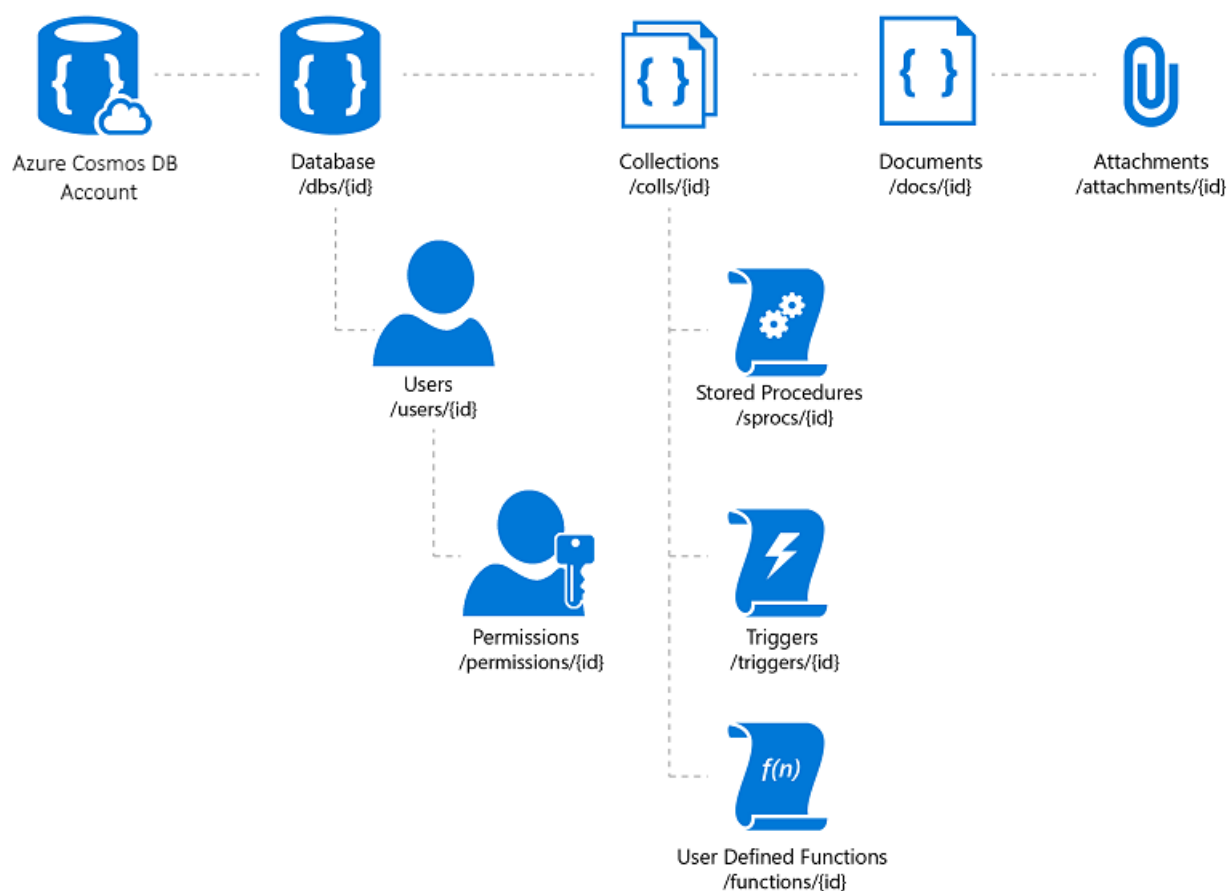 Azure Cosmos DB
Account
Database
/dbs/{id}
Collections
/colls/{id}
Documents
/docs/{id}
Attachments
/attachments/{id}
Users
/users/{id}
Stored Procedures
/sprocs/{id}
Permissions
/permissions/{id}
Triggers
/triggers/{id}
f(n)
User Defined Functions
/functions/{id}